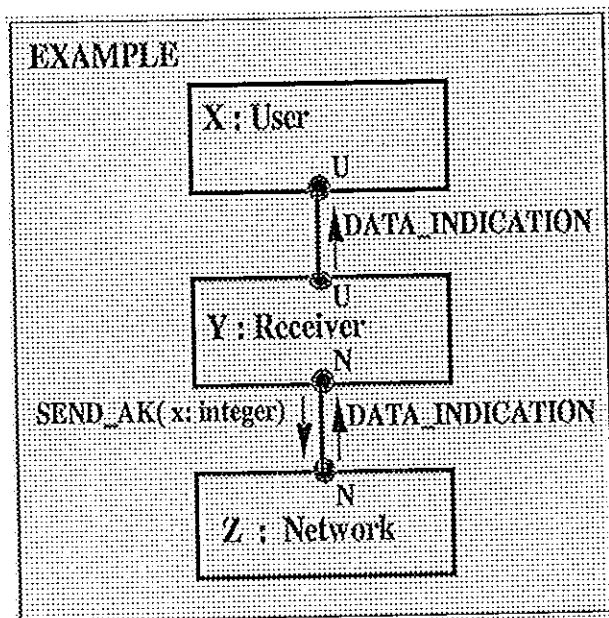 EXAMPLE
X : User
U
DATA_INDICATION
U
Y : Receiver
N
SEND_AK( x: integer)
DATA_INDICATION
N
Z : Network